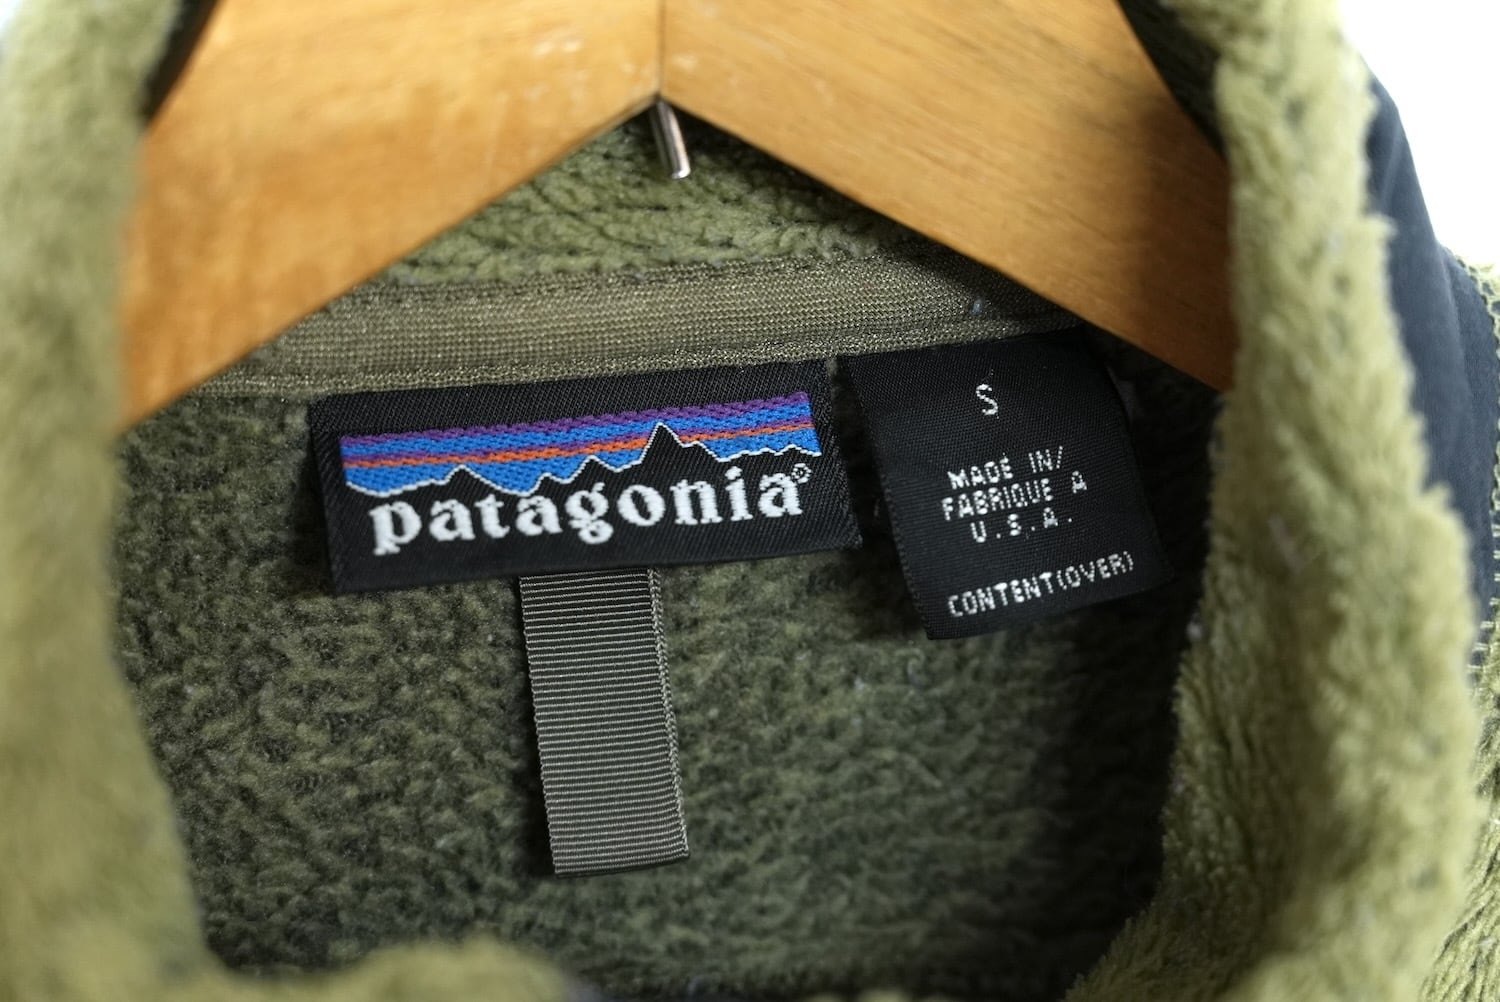 patagonia®
S
MADE IN/
FABRIQUE A
U.S.A.
CONTENT(OVER)